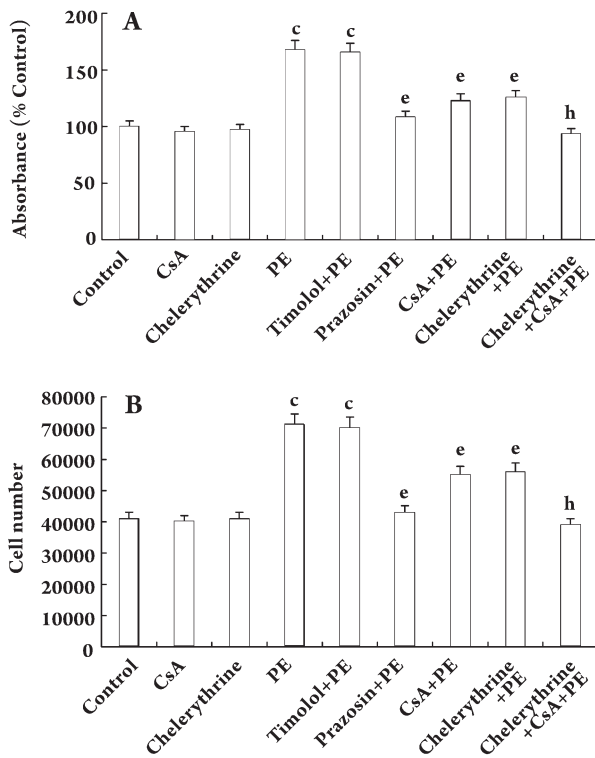 A
Absorbance (% Control)
200
150
100
50
0
c
c
e
e
e
h
Control
CsA
Chelerythrine
PE
Timolol+PE
Prazosin+PE
CsA+PE
Chelerythrine
+PE
Chelerythrine
+CsA+PE
B
Cell number
80000
70000
60000
50000
40000
30000
20000
10000
0
c
c
e
e
e
h
Control
CsA
Chelerythrine
PE
Timolol+PE
Prazosin+PE
CsA+PE
Chelerythrine
+PE
Chelerythrine
+CsA+PE